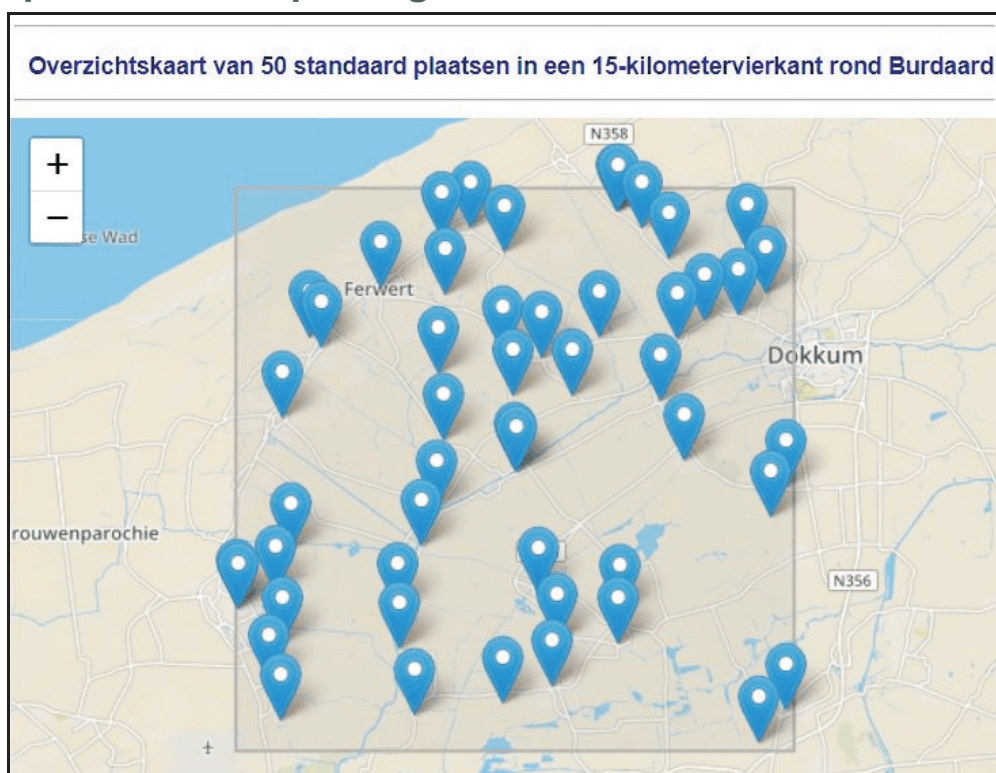 Overzichtskaart van 50 standaard plaatsen in een 15-kilometervierkant rond Burdaard
N358
+
−
se Wad
Ferwert
Dokkum
rouwenparochie
N356